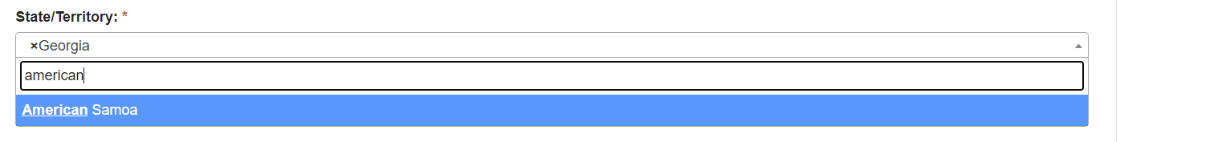 State/Territory: *
×Georgia
american
American Samoa